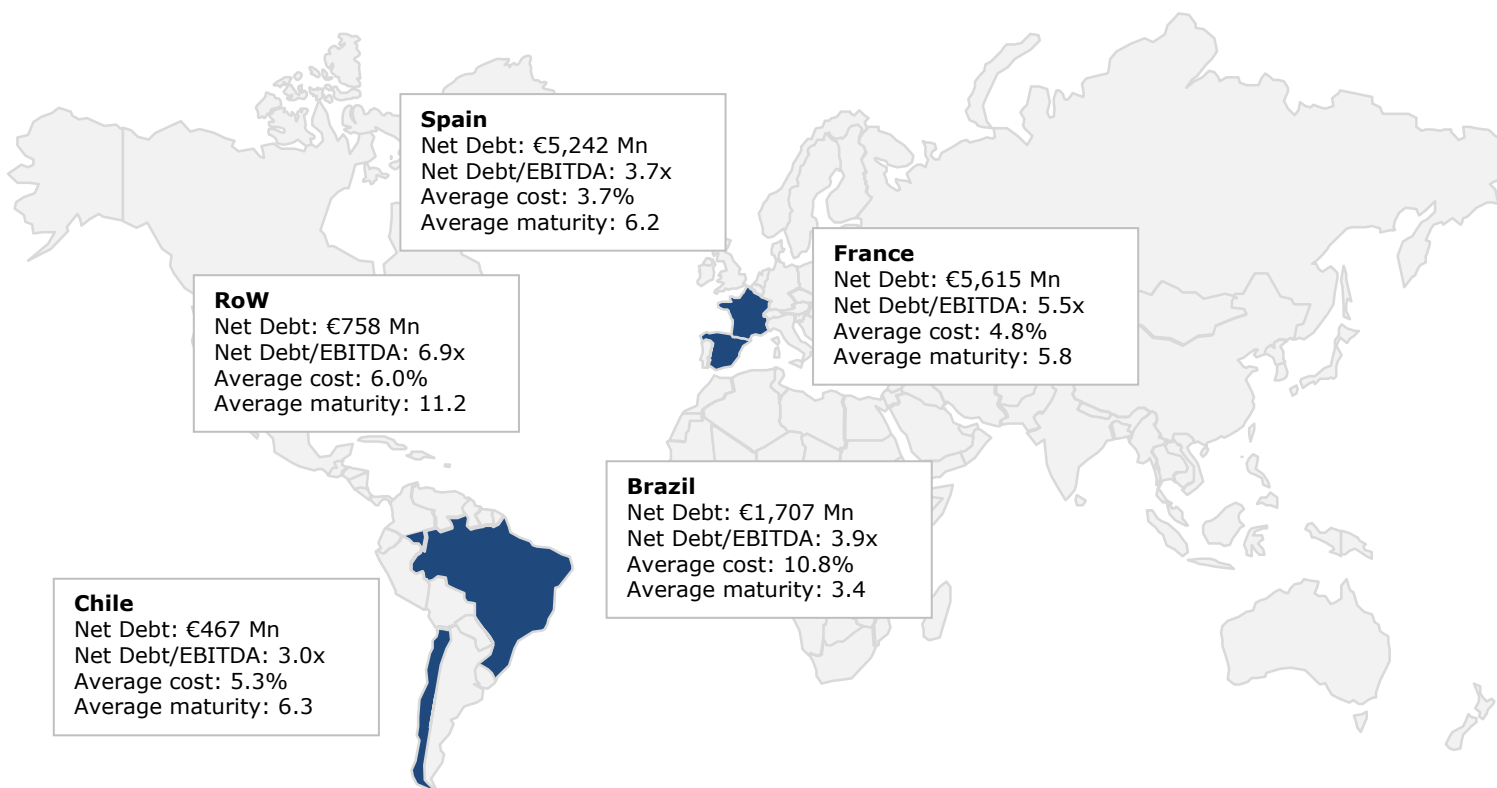 Spain
Net Debt: €5,242 Mn
Net Debt/EBITDA: 3.7x
Average cost: 3.7%
Average maturity: 6.2
France
Net Debt: €5,615 Mn
Net Debt/EBITDA: 5.5x
Average cost: 4.8%
Average maturity: 5.8
RoW
Net Debt: €758 Mn
Net Debt/EBITDA: 6.9x
Average cost: 6.0%
Average maturity: 11.2
Brazil
Net Debt: €1,707 Mn
Net Debt/EBITDA: 3.9x
Average cost: 10.8%
Average maturity: 3.4
Chile
Net Debt: €467 Mn
Net Debt/EBITDA: 3.0x
Average cost: 5.3%
Average maturity: 6.3